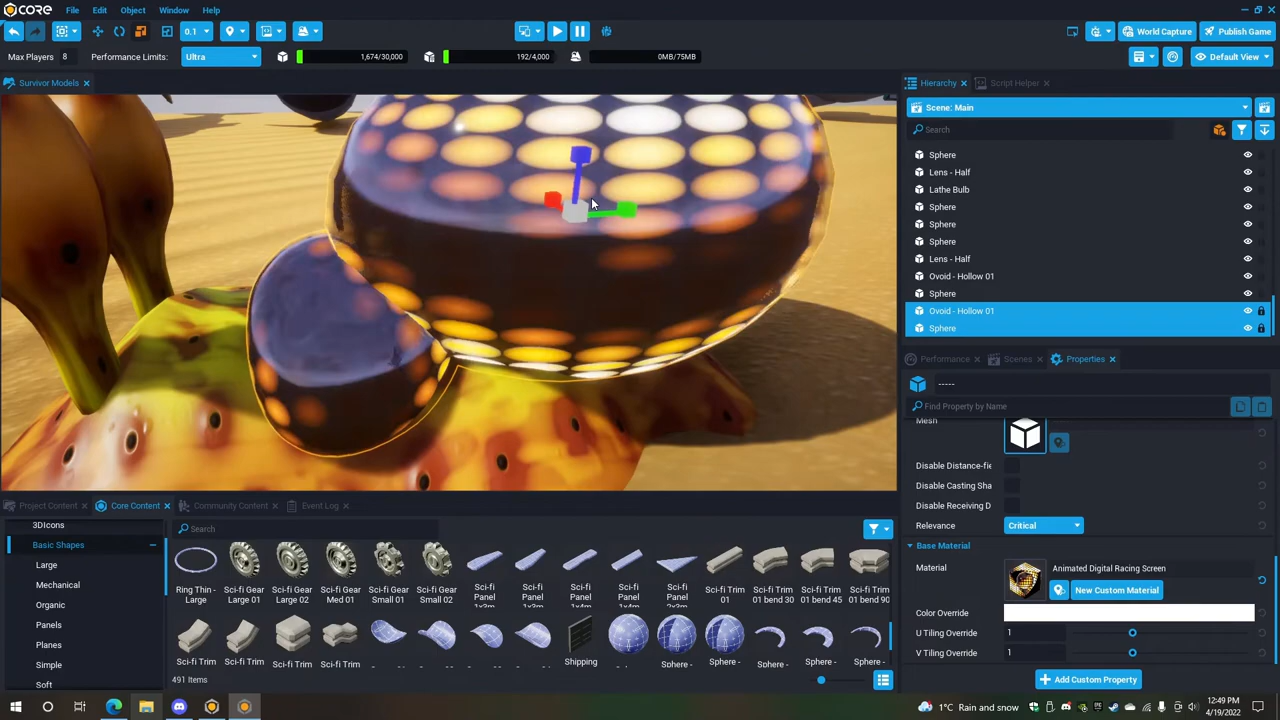 CORE
File
Edit
Object
Window
Help
0.1
World Capture
Publish Game
Max Players
8
Performance Limits:
Ultra
1,674/30,000
192/4,000
0MB/75MB
Default View
Survivor Models
Hierarchy
Script Helper
Scene: Main
Search
Sphere
Lens - Half
Lathe Bulb
Sphere
Sphere
Sphere
Lens - Half
Ovoid - Hollow 01
Sphere
Ovoid - Hollow 01
Sphere
Performance
Scenes
Properties
-----
Find Property by Name
Mesh
Disable Distance-fie
Disable Casting Sha
Disable Receiving D
Relevance
Critical
Base Material
Material
Animated Digital Racing Screen
New Custom Material
Color Override
U Tiling Override
1
V Tiling Override
1
Add Custom Property
Project Content
Core Content
Community Content
Event Log
3DIcons
Basic Shapes
Large
Mechanical
Organic
Panels
Planes
Simple
Soft
Search
Ring Thin - Large
Sci-fi Gear Large 01
Sci-fi Gear Large 02
Sci-fi Gear Med 01
Sci-fi Gear Small 01
Sci-fi Gear Small 02
Sci-fi Panel
Sci-fi Panel
Sci-fi Panel
Sci-fi Panel
Sci-fi Panel
Sci-fi Trim 01
Sci-fi Trim 01 bend 30
Sci-fi Trim 01 bend 45
Sci-fi Trim 01 bend 90
Sci-fi Trim
Sci-fi Trim
Sci-fi Trim
Sci-fi Trim
Shipping
Sphere -
Sphere -
Sphere -
Sphere -
Sphere -
491 Items
1°C Rain and snow
12:49 PM
4/19/2022